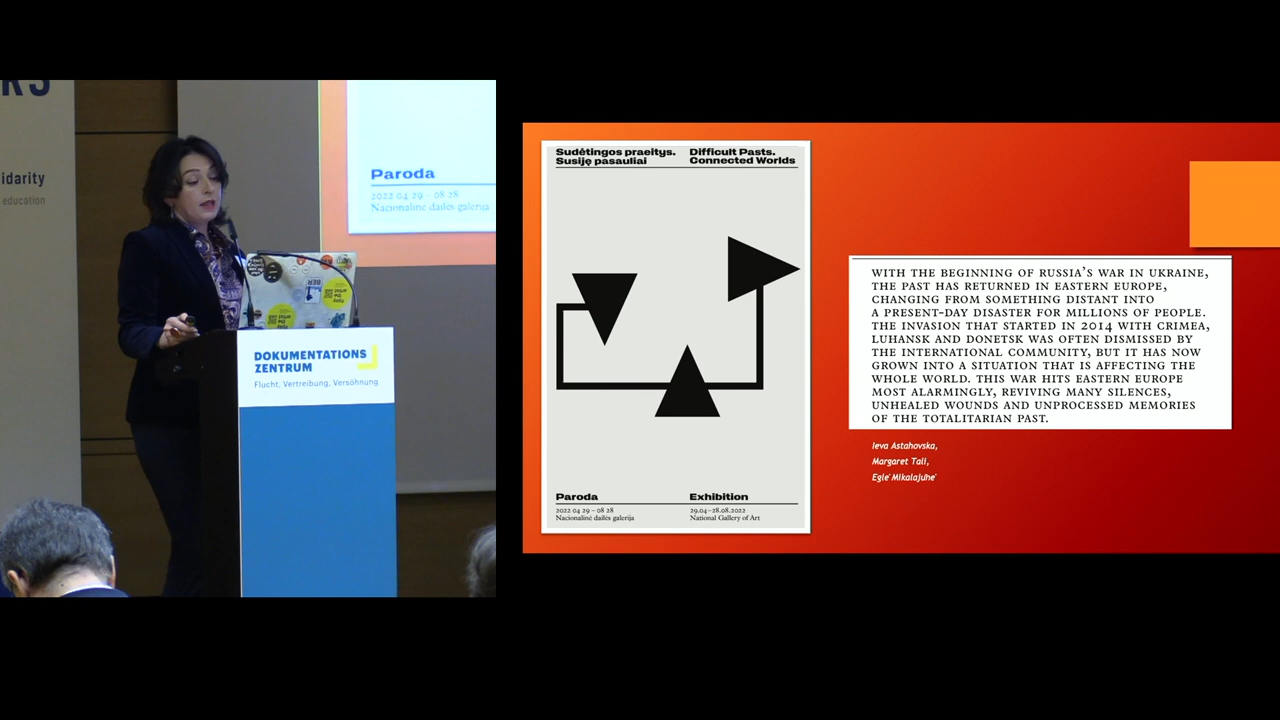 RS
idarity
education
Paroda
2022 04 29 – 08 28
Nacionalinė dailės galerija
DOKUMENTATIONS
ZENTRUM
Flucht, Vertreibung, Versöhnung
Sudėtingos praeitys.
Susiję pasauliai
Difficult Pasts.
Connected Worlds
Paroda
2022 04 29 – 08 28
Nacionalinė dailės galerija
Exhibition
29.04–28.08.2022
National Gallery of Art
WITH THE BEGINNING OF RUSSIA'S WAR IN UKRAINE,
THE PAST HAS RETURNED IN EASTERN EUROPE,
CHANGING FROM SOMETHING DISTANT INTO
A PRESENT-DAY DISASTER FOR MILLIONS OF PEOPLE.
THE INVASION THAT STARTED IN 2014 WITH CRIMEA,
LUHANSK AND DONETSK WAS OFTEN DISMISSED BY
THE INTERNATIONAL COMMUNITY, BUT IT HAS NOW
GROWN INTO A SITUATION THAT IS AFFECTING THE
WHOLE WORLD. THIS WAR HITS EASTERN EUROPE
MOST ALARMINGLY, REVIVING MANY SILENCES,
UNHEALED WOUNDS AND UNPROCESSED MEMORIES
OF THE TOTALITARIAN PAST.
Ieva Astahovska,
Margaret Tali,